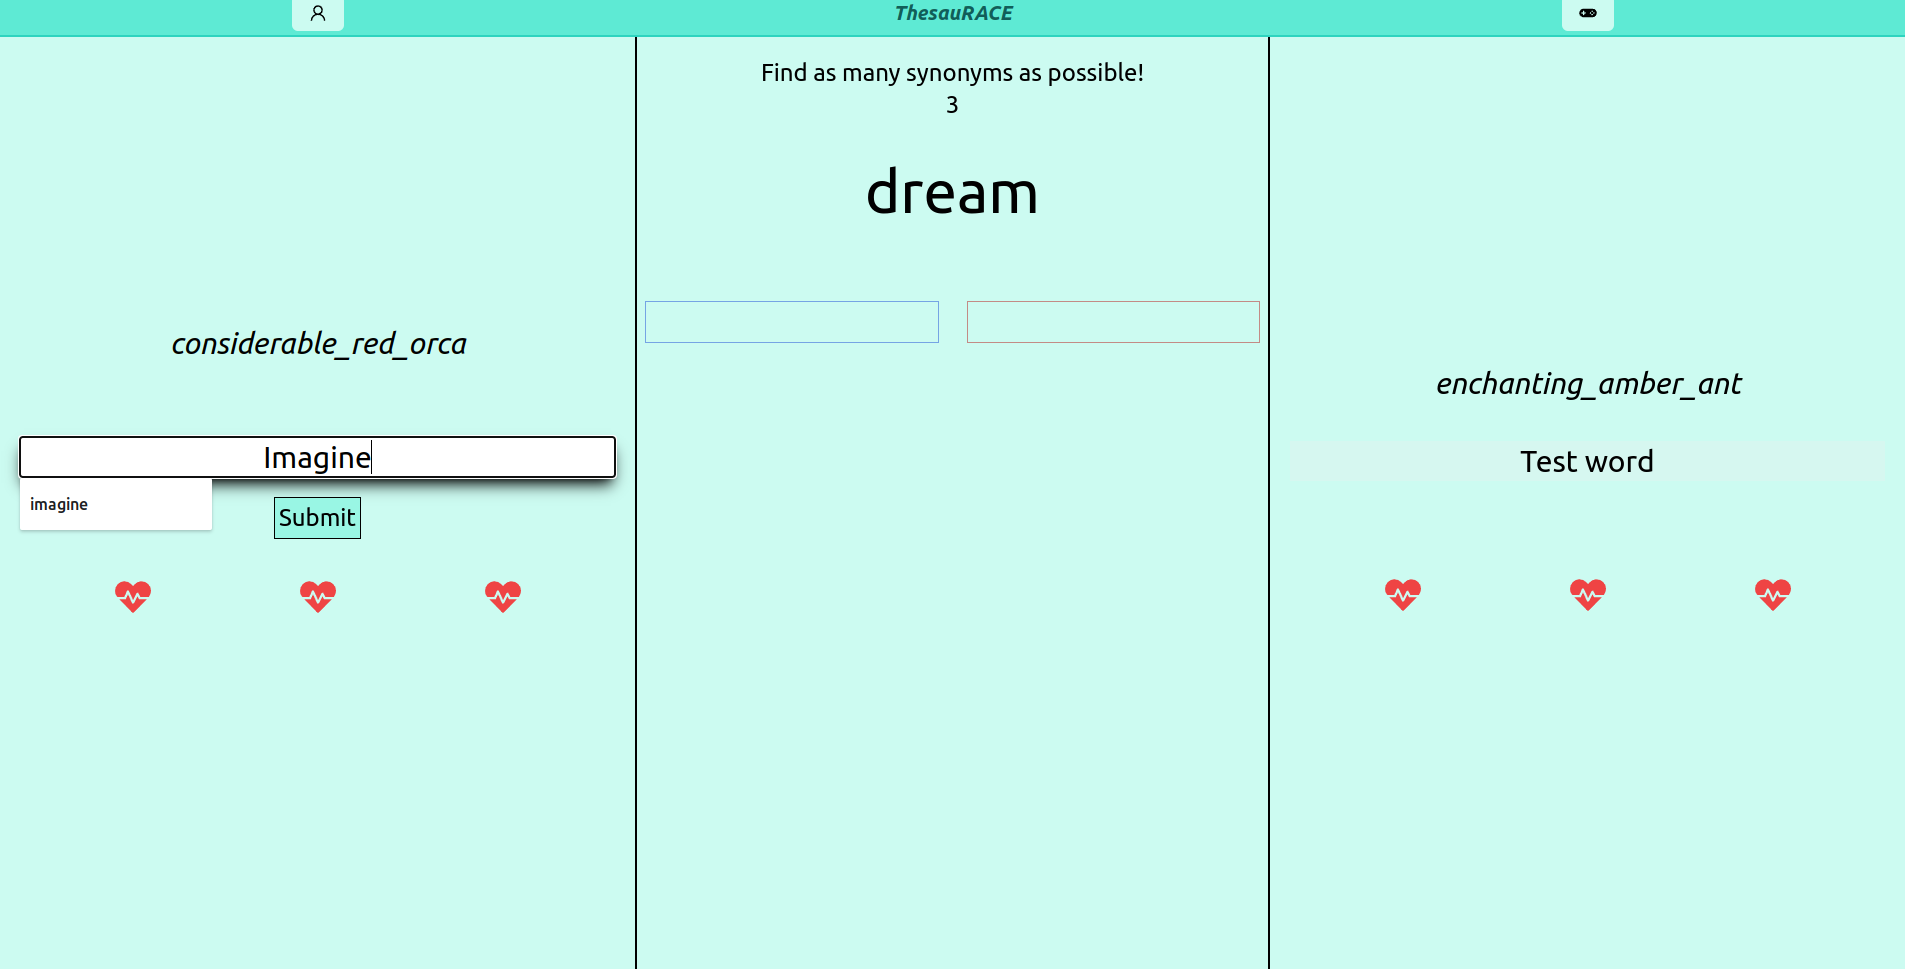 ThesauRACE
Find as many synonyms as possible!
3
dream
considerable_red_orca
Imagine
imagine
Submit
enchanting_amber_ant
Test word